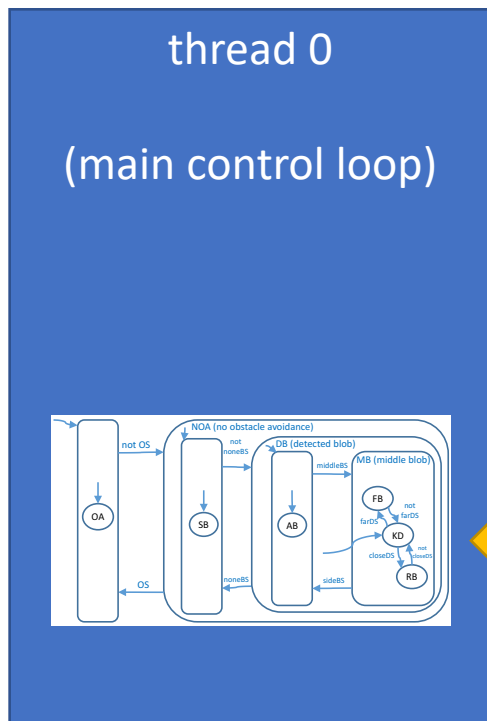 thread 0
(main control loop)
NOA (no obstacle avoidance)
not OS
not
noneBS
DB (detected blob)
middleBS
MB (middle blob)
FB
not
farDS
farDS
OA
SB
AB
KD
closeDS
not
closeDS
RB
OS
noneBS
sideBS